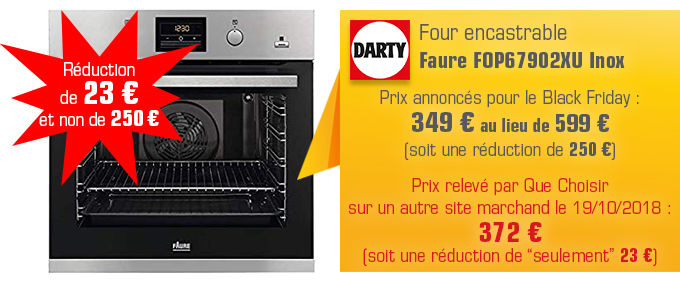 Réduction
de 23 €
et non de 250 €
12:30
FAURE
DARTY
Four encastrable
Faure FOP67902XU Inox
Prix annoncés pour le Black Friday :
349 € au lieu de 599 €
(soit une réduction de 250 €)
Prix relevé par Que Choisir
sur un autre site marchand le 19/10/2018 :
372 €
(soit une réduction de “seulement” 23 €)